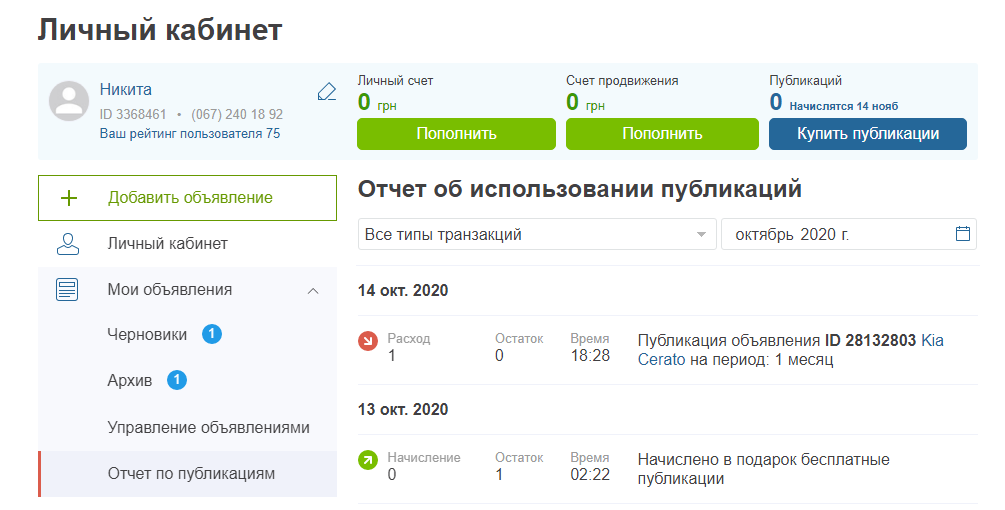 Личный кабинет
Никита
ID 3368461 • (067) 240 18 92
Ваш рейтинг пользователя 75
Личный счет
0 грн
Пополнить
Счет продвижения
0 грн
Пополнить
Публикаций
0 Начислятся 14 нояб
Купить публикации
Добавить объявление
Личный кабинет
Мои объявления
Черновики 1
Архив 1
Управление объявлениями
Отчет по публикациям
Отчет об использовании публикаций
Все типы транзакций
октябрь 2020 г.
14 окт. 2020
Расход Остаток Время
1 0 18:28
Публикация объявления ID 28132803 Kia
Cerato на период: 1 месяц
13 окт. 2020
Начисление Остаток Время
0 1 02:22
Начислено в подарок бесплатные
публикации